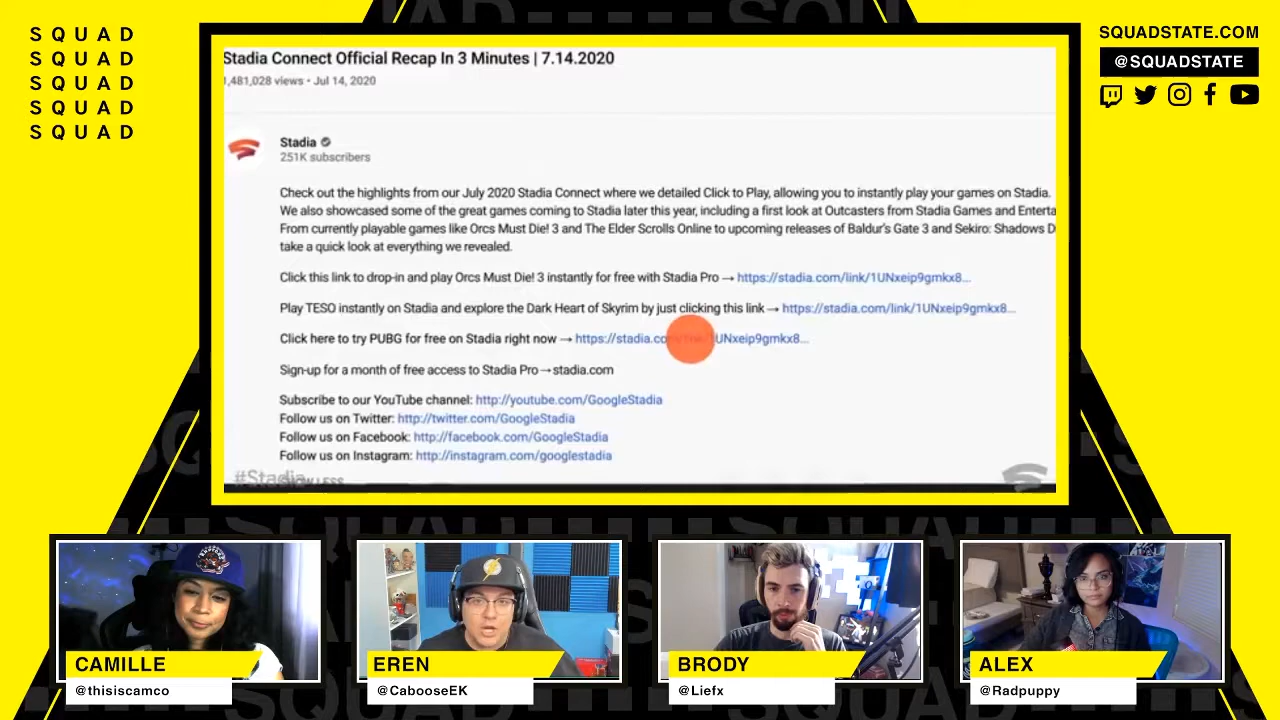 SQUAD
SQUAD
SQUAD
SQUAD
SQUAD
SQUADSTATE.COM
@SQUADSTATE
Stadia Connect Official Recap In 3 Minutes | 7.14.2020
1,481,028 views • Jul 14, 2020
Stadia
251K subscribers
Check out the highlights from our July 2020 Stadia Connect where we detailed Click to Play, allowing you to instantly play your games on Stadia.
We also showcased some of the great games coming to Stadia later this year, including a first look at Outcasters from Stadia Games and Enterta
From currently playable games like Orcs Must Die! 3 and The Elder Scrolls Online to upcoming releases of Baldur's Gate 3 and Sekiro: Shadows D
take a quick look at everything we revealed.
Click this link to drop-in and play Orcs Must Die! 3 instantly for free with Stadia Pro → https://stadia.com/link/1UNxeip9gmkx8...
Play TESO instantly on Stadia and explore the Dark Heart of Skyrim by just clicking this link → https://stadia.com/link/1UNxeip9gmkx8...
Click here to try PUBG for free on Stadia right now → https://stadia.com/link/1UNxeip9gmkx8...
Sign-up for a month of free access to Stadia Pro→stadia.com
Subscribe to our YouTube channel: http://youtube.com/GoogleStadia
Follow us on Twitter: http://twitter.com/GoogleStadia
Follow us on Facebook: http://facebook.com/GoogleStadia
Follow us on Instagram: http://instagram.com/googlestadia
#Stadia
SHOW LESS
CAMILLE
@thisiscamco
EREN
@CabooseEK
BRODY
@Liefx
ALEX
@Radpuppy